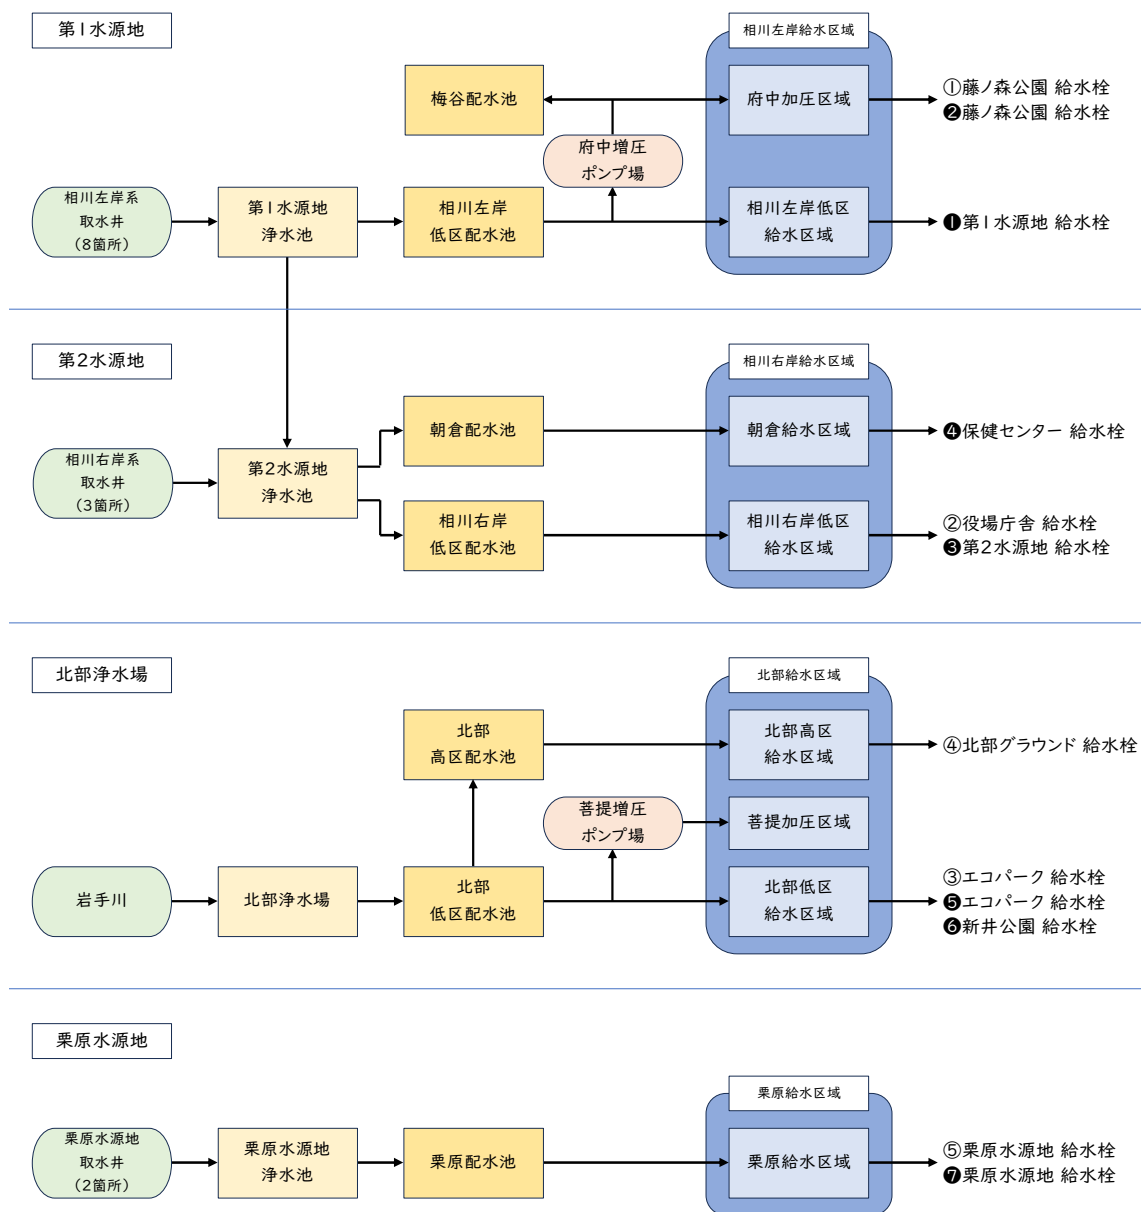 第1水源地
相川左岸給水区域
梅谷配水池
府中加圧区域
①藤ノ森公園 給水栓
❷藤ノ森公園 給水栓
府中増圧
ポンプ場
相川左岸系
取水井
(8箇所)
第1水源地
浄水池
相川左岸
低区配水池
相川左岸低区
給水区域
❶第1水源地 給水栓
第2水源地
相川右岸給水区域
朝倉配水池
朝倉給水区域
❹保健センター 給水栓
相川右岸系
取水井
(3箇所)
第2水源地
浄水池
相川右岸
低区配水池
相川右岸低区
給水区域
②役場庁舎 給水栓
❸第2水源地 給水栓
北部浄水場
北部給水区域
北部
高区配水池
北部高区
給水区域
④北部グラウンド 給水栓
菩提増圧
ポンプ場
菩提加圧区域
岩手川
北部浄水場
北部
低区配水池
北部低区
給水区域
③エコパーク 給水栓
❺エコパーク 給水栓
❻新井公園 給水栓
栗原水源地
栗原給水区域
栗原水源地
取水井
(2箇所)
栗原水源地
浄水池
栗原配水池
栗原給水区域
⑤栗原水源地 給水栓
❼栗原水源地 給水栓